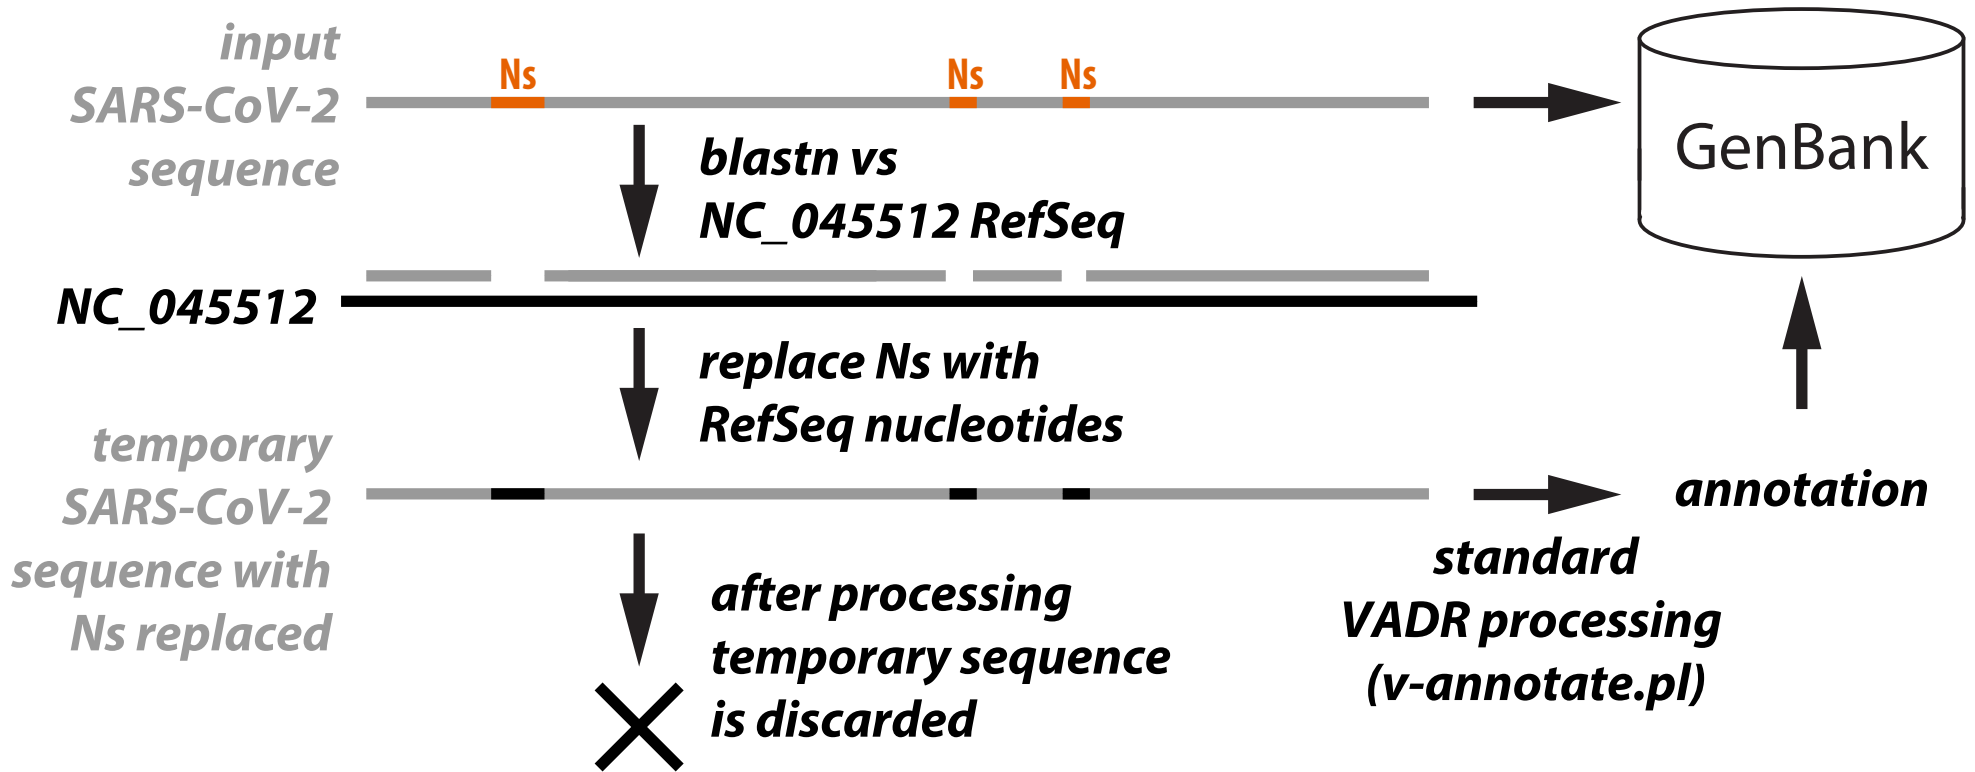 input
SARS-CoV-2
sequence
Ns
Ns
Ns
GenBank
blastn vs
NC_045512 RefSeq
NC_045512
replace Ns with
RefSeq nucleotides
temporary
SARS-CoV-2
sequence with
Ns replaced
annotation
standard
VADR processing
(v-annotate.pl)
after processing
temporary sequence
is discarded